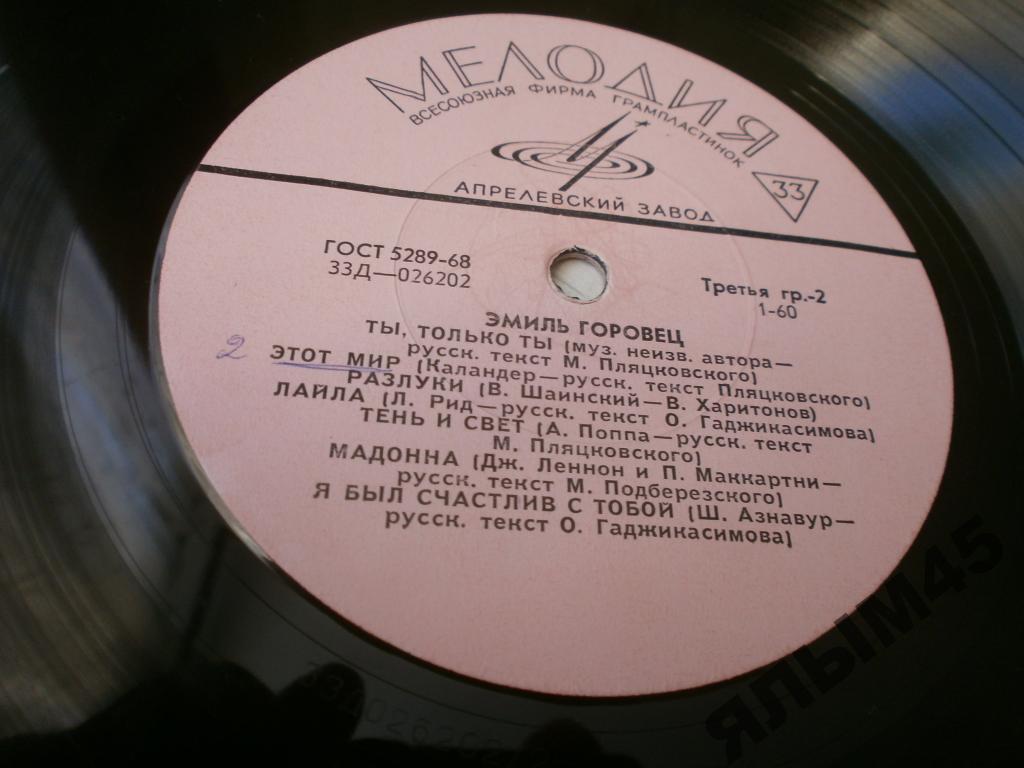 МЕЛОДИЯ
ВСЕСОЮЗНАЯ ФИРМА ГРАМПЛАСТИНОК
33
АПРЕЛЕВСКИЙ ЗАВОД
ГОСТ 5289-68
33Д—026202
Третья гр.-2
1-60
ЭМИЛЬ ГОРОВЕЦ
ТЫ, ТОЛЬКО ТЫ (муз. неизв. автора—
русск. текст М. Пляцковского)
2 ЭТОТ МИР (Каландер—русск. текст Пляцковского)
РАЗЛУКИ (В. Шаинский—В. Харитонов)
ЛАЙЛА (Л. Рид—русск. текст О. Гаджикасимова)
ТЕНЬ И СВЕТ (А. Поппа—русск. текст
М. Пляцковского)
МАДОННА (Дж. Леннон и П. Маккартни—
русск. текст М. Подберезского)
Я БЫЛ СЧАСТЛИВ С ТОБОЙ (Ш. Азнавур—
русск. текст О. Гаджикасимова)
ЯЛЫМ45